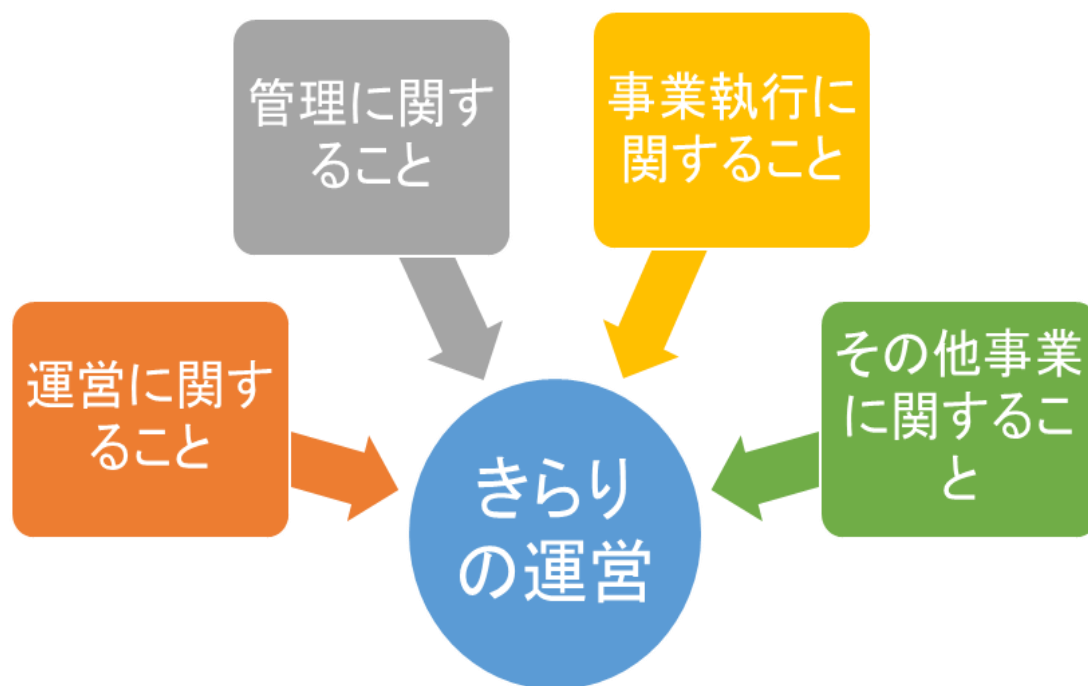 管理に関す
ること
事業執行に
関すること
運営に関す
ること
その他事業
に関するこ
と
きらり
の運営